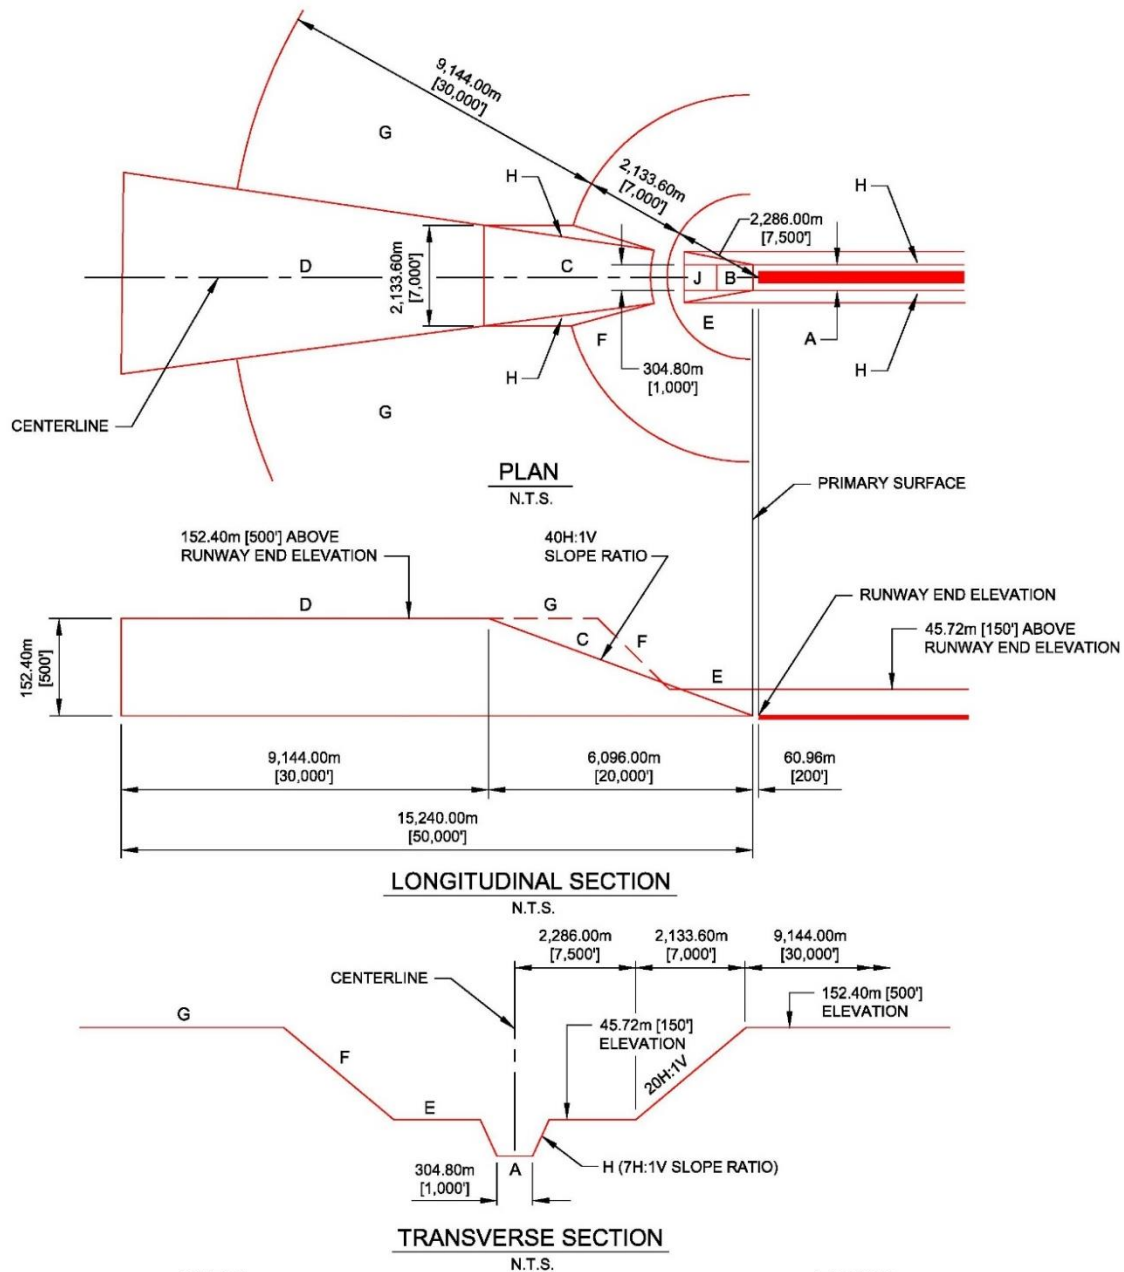 9,144.00m
[30,000']
G
2,133.60m
[7,000']
H
H
2,286.00m
[7,500']
D
2,133.60m
[7,000']
C
J
B
E
A
F
H
304.80m
[1,000']
H
G
CENTERLINE
PLAN
N.T.S.
PRIMARY SURFACE
152.40m [500'] ABOVE
RUNWAY END ELEVATION
40H:1V
SLOPE RATIO
RUNWAY END ELEVATION
D
G
45.72m [150'] ABOVE
RUNWAY END ELEVATION
C
F
E
152.40m
[500']
9,144.00m
[30,000']
6,096.00m
[20,000']
60.96m
[200']
15,240.00m
[50,000']
LONGITUDINAL SECTION
N.T.S.
2,286.00m
[7,500']
2,133.60m
[7,000']
9,144.00m
[30,000']
CENTERLINE
152.40m [500']
ELEVATION
G
45.72m [150']
ELEVATION
F
20H:1V
E
304.80m
[1,000']
A
H (7H:1V SLOPE RATIO)
TRANSVERSE SECTION
N.T.S.